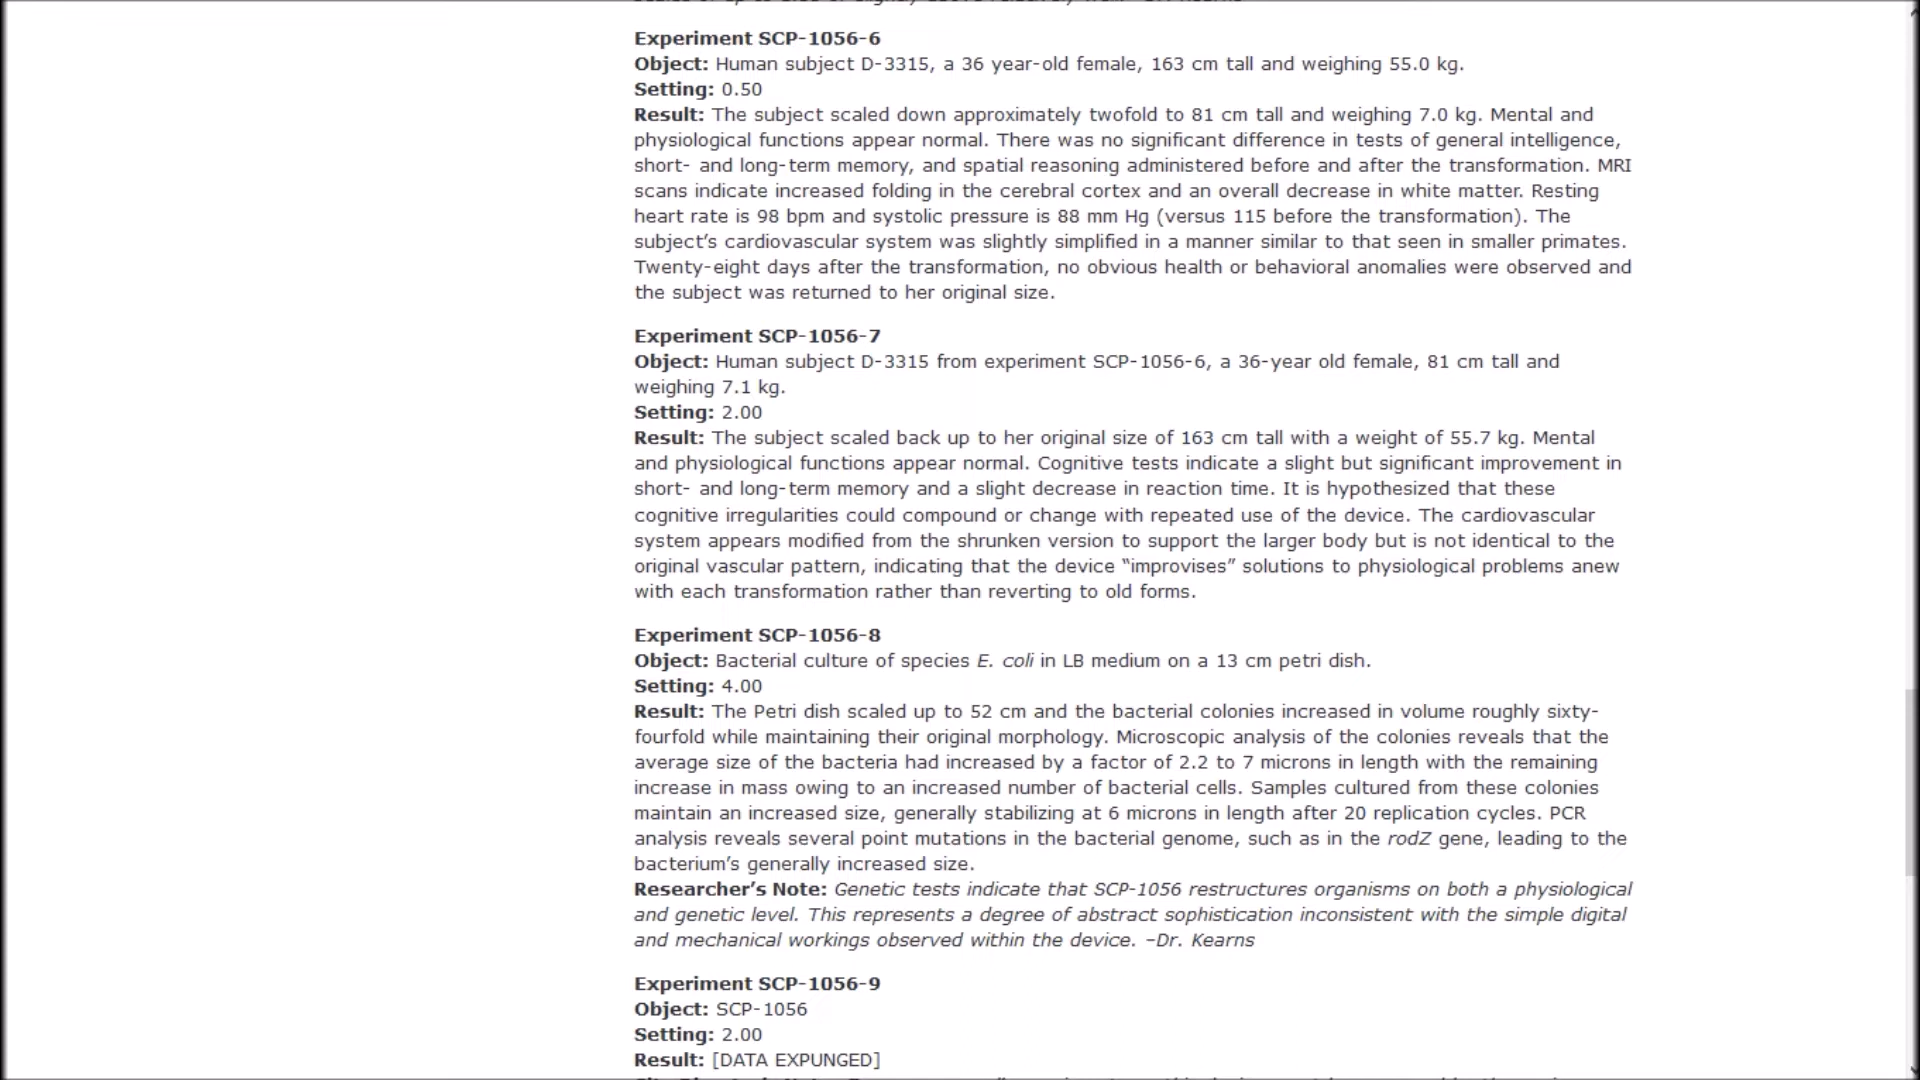 Experiment SCP-1056-6
Object: Human subject D-3315, a 36 year-old female, 163 cm tall and weighing 55.0 kg.
Setting: 0.50
Result: The subject scaled down approximately twofold to 81 cm tall and weighing 7.0 kg. Mental and
physiological functions appear normal. There was no significant difference in tests of general intelligence,
short- and long-term memory, and spatial reasoning administered before and after the transformation. MRI
scans indicate increased folding in the cerebral cortex and an overall decrease in white matter. Resting
heart rate is 98 bpm and systolic pressure is 88 mm Hg (versus 115 before the transformation). The
subject’s cardiovascular system was slightly simplified in a manner similar to that seen in smaller primates.
Twenty-eight days after the transformation, no obvious health or behavioral anomalies were observed and
the subject was returned to her original size.
Experiment SCP-1056-7
Object: Human subject D-3315 from experiment SCP-1056-6, a 36-year old female, 81 cm tall and
weighing 7.1 kg.
Setting: 2.00
Result: The subject scaled back up to her original size of 163 cm tall with a weight of 55.7 kg. Mental
and physiological functions appear normal. Cognitive tests indicate a slight but significant improvement in
short- and long-term memory and a slight decrease in reaction time. It is hypothesized that these
cognitive irregularities could compound or change with repeated use of the device. The cardiovascular
system appears modified from the shrunken version to support the larger body but is not identical to the
original vascular pattern, indicating that the device “improvises” solutions to physiological problems anew
with each transformation rather than reverting to old forms.
Experiment SCP-1056-8
Object: Bacterial culture of species E. coli in LB medium on a 13 cm petri dish.
Setting: 4.00
Result: The Petri dish scaled up to 52 cm and the bacterial colonies increased in volume roughly sixty-
fourfold while maintaining their original morphology. Microscopic analysis of the colonies reveals that the
average size of the bacteria had increased by a factor of 2.2 to 7 microns in length with the remaining
increase in mass owing to an increased number of bacterial cells. Samples cultured from these colonies
maintain an increased size, generally stabilizing at 6 microns in length after 20 replication cycles. PCR
analysis reveals several point mutations in the bacterial genome, such as in the rodZ gene, leading to the
bacterium’s generally increased size.
Researcher’s Note: Genetic tests indicate that SCP-1056 restructures organisms on both a physiological
and genetic level. This represents a degree of abstract sophistication inconsistent with the simple digital
and mechanical workings observed within the device. –Dr. Kearns
Experiment SCP-1056-9
Object: SCP-1056
Setting: 2.00
Result: [DATA EXPUNGED]